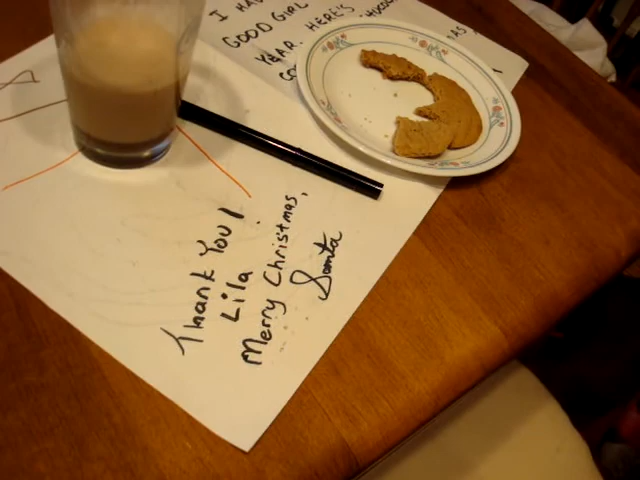 I HA
GOOD GIRL
YEAR. HERE'S
Thank You!
Lila
Merry Christmas,
Santa